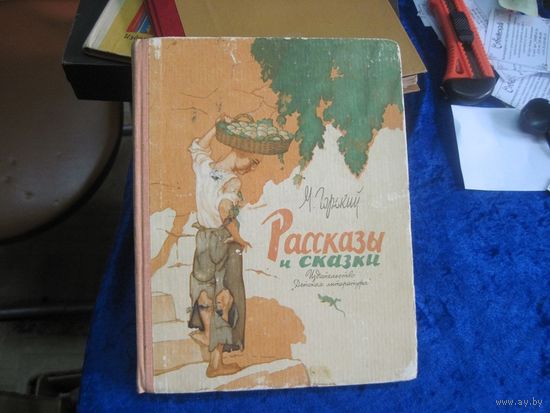 М. Горький
Рассказы
и сказки
Издательство
Детская литература
www.ay.by